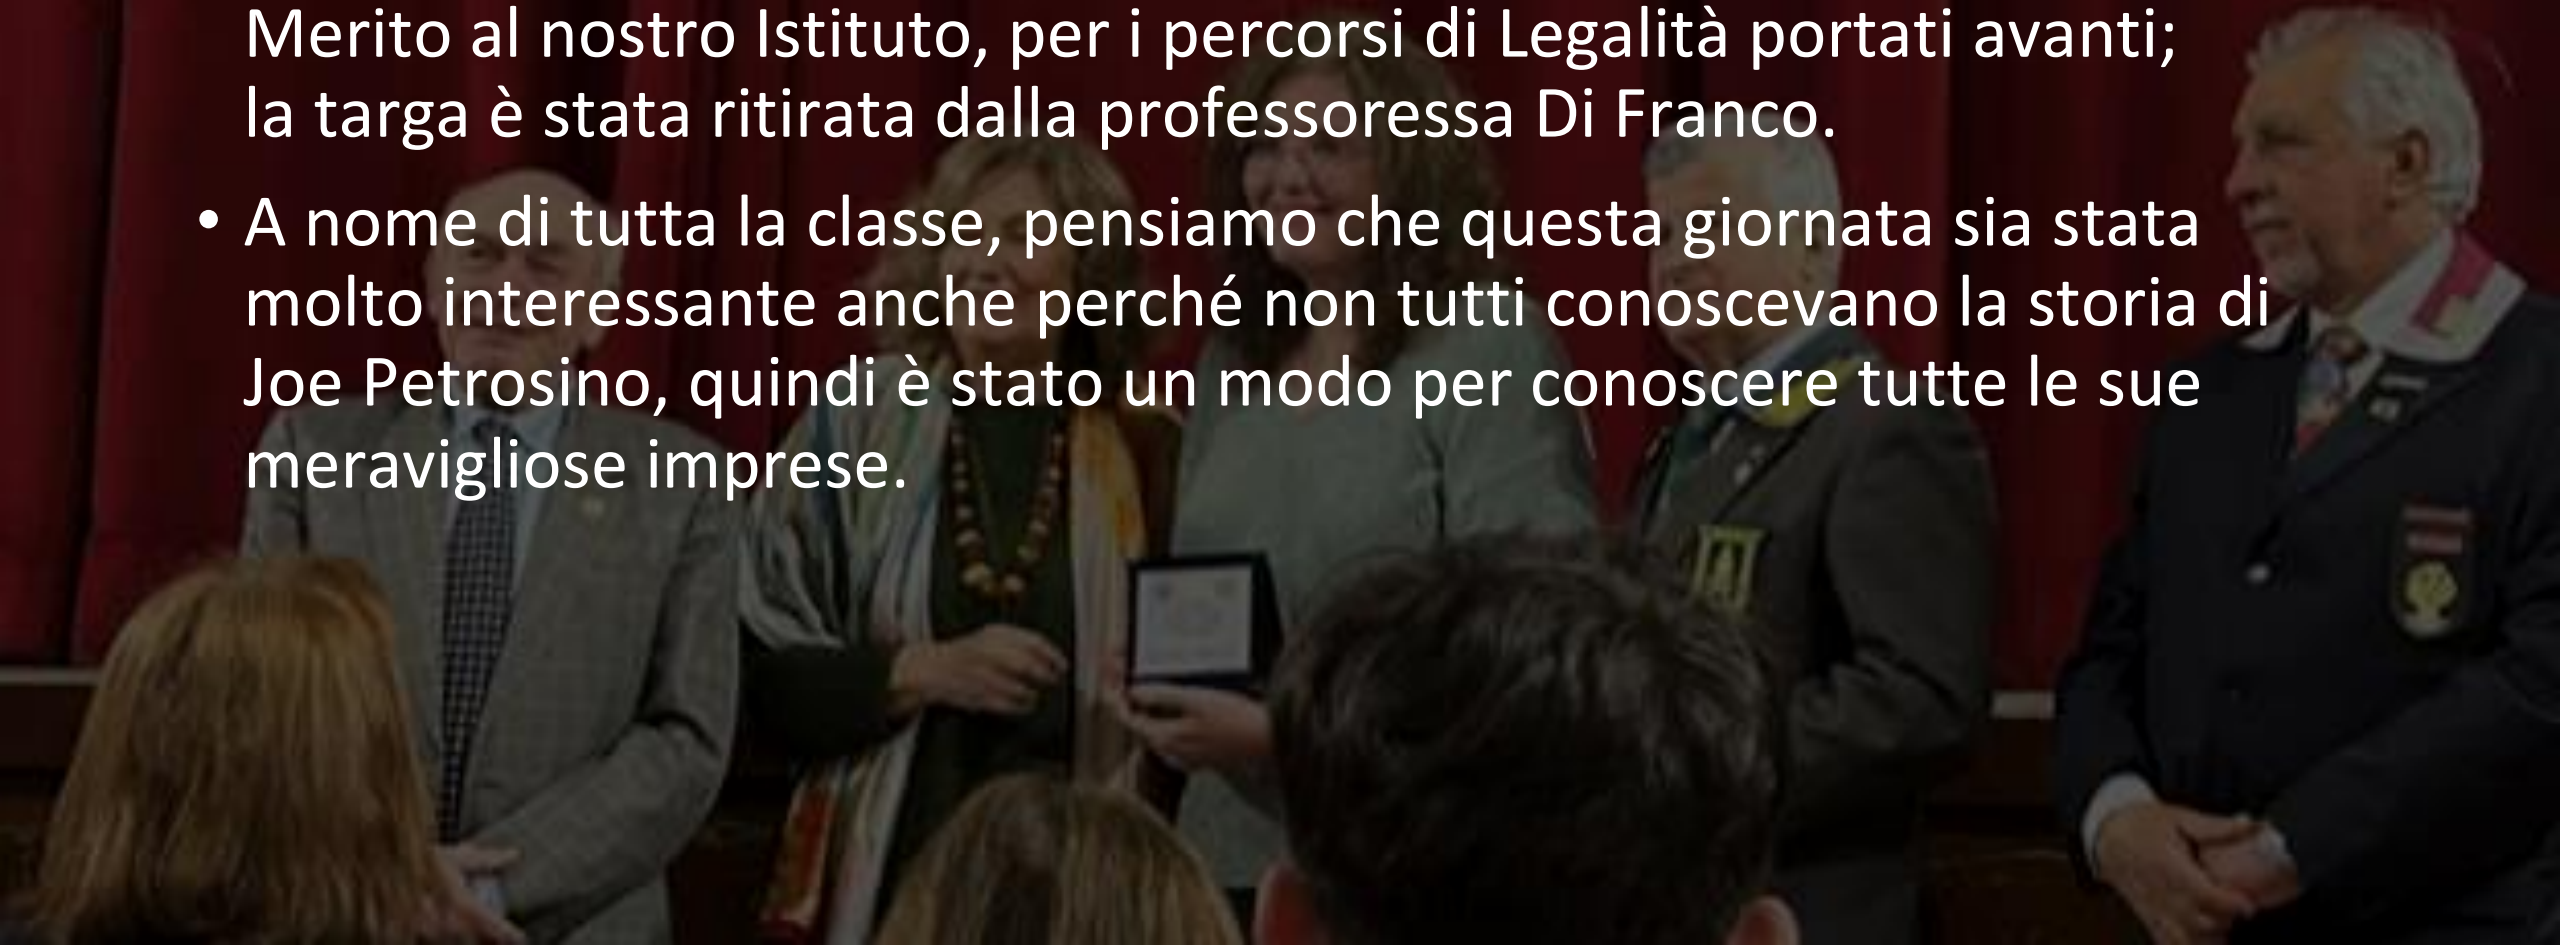 Merito al nostro Istituto, per i percorsi di Legalità portati avanti;
la targa è stata ritirata dalla professoressa Di Franco.
• A nome di tutta la classe, pensiamo che questa giornata sia stata
molto interessante anche perché non tutti conoscevano la storia di
Joe Petrosino, quindi è stato un modo per conoscere tutte le sue
meravigliose imprese.